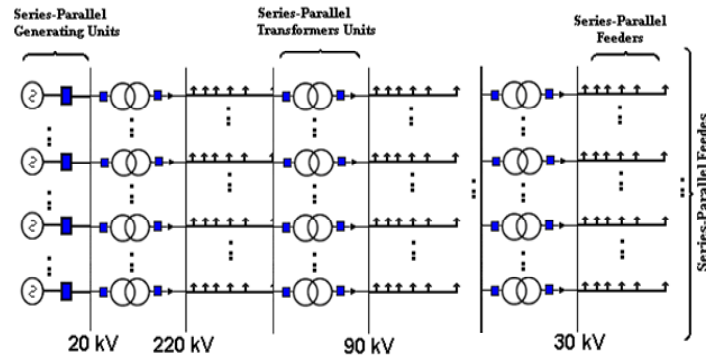 Series-Parallel
Generating Units
Series-Parallel
Transformers Units
Series-Parallel
Feeders
Series-Parallel Feedes
20 kV
220 kV
90 kV
30 kV